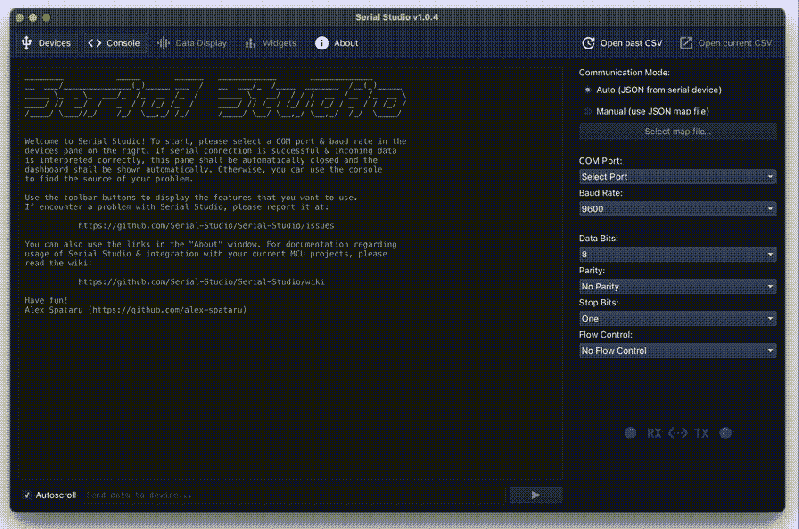 Serial Studio v1.0.4
Devices
Console
Data Display
Widgets
About
Open past CSV
Open current CSV
Serial Studio
Welcome to Serial Studio! To start, please select a COM port & baud rate in the
devices pane on the right. If serial connection is successful & incoming data
is interpreted correctly, this pane shall be automatically closed and the
dashboard shall be shown automatically. Otherwise, you can use the console
to find the source of your problem.
Use the toolbar buttons to display the features that you want to use.
If encounter a problem with Serial Studio, please report it at:
https://github.com/Serial-Studio/Serial-Studio/issues
You can also use the links in the "About" window. For documentation regarding
usage of Serial Studio & integration with your current MCU projects, please
read the wiki:
https://github.com/Serial-Studio/Serial-Studio/wiki
Have fun!
Alex Spataru (https://github.com/alex-spataru)
Autoscroll
Send data to device...
Communication Mode:
Auto (JSON from serial device)
Manual (use JSON map file)
Select map file...
COM Port:
Select Port
Baud Rate:
9600
Data Bits:
8
Parity:
No Parity
Stop Bits:
One
Flow Control:
No Flow Control
RX TX